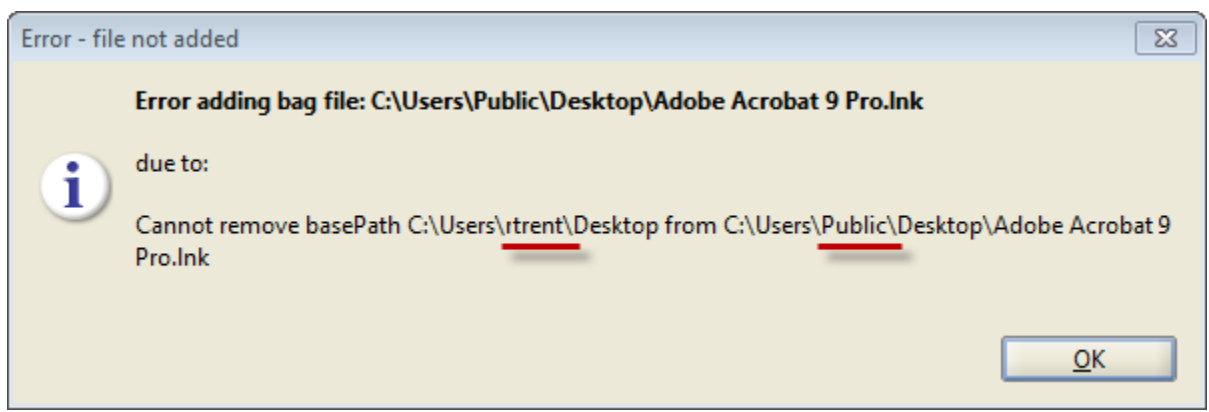 Error - file not added
Error adding bag file: C:\Users\Public\Desktop\Adobe Acrobat 9 Pro.lnk
due to:
Cannot remove basePath C:\Users\rtrent\Desktop from C:\Users\Public\Desktop\Adobe Acrobat 9
Pro.lnk
OK